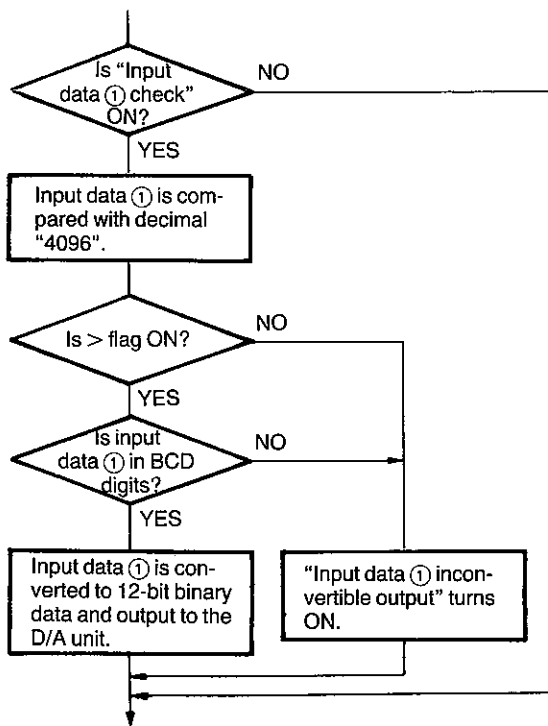 Is "Input
data ① check"
ON?
NO
YES
Input data ① is com-
pared with decimal
"4096".
Is > flag ON?
NO
YES
Is input
data ① in BCD
digits?
NO
YES
Input data ① is con-
verted to 12-bit binary
data and output to the
D/A unit.
"Input data ① incon-
vertible output" turns
ON.